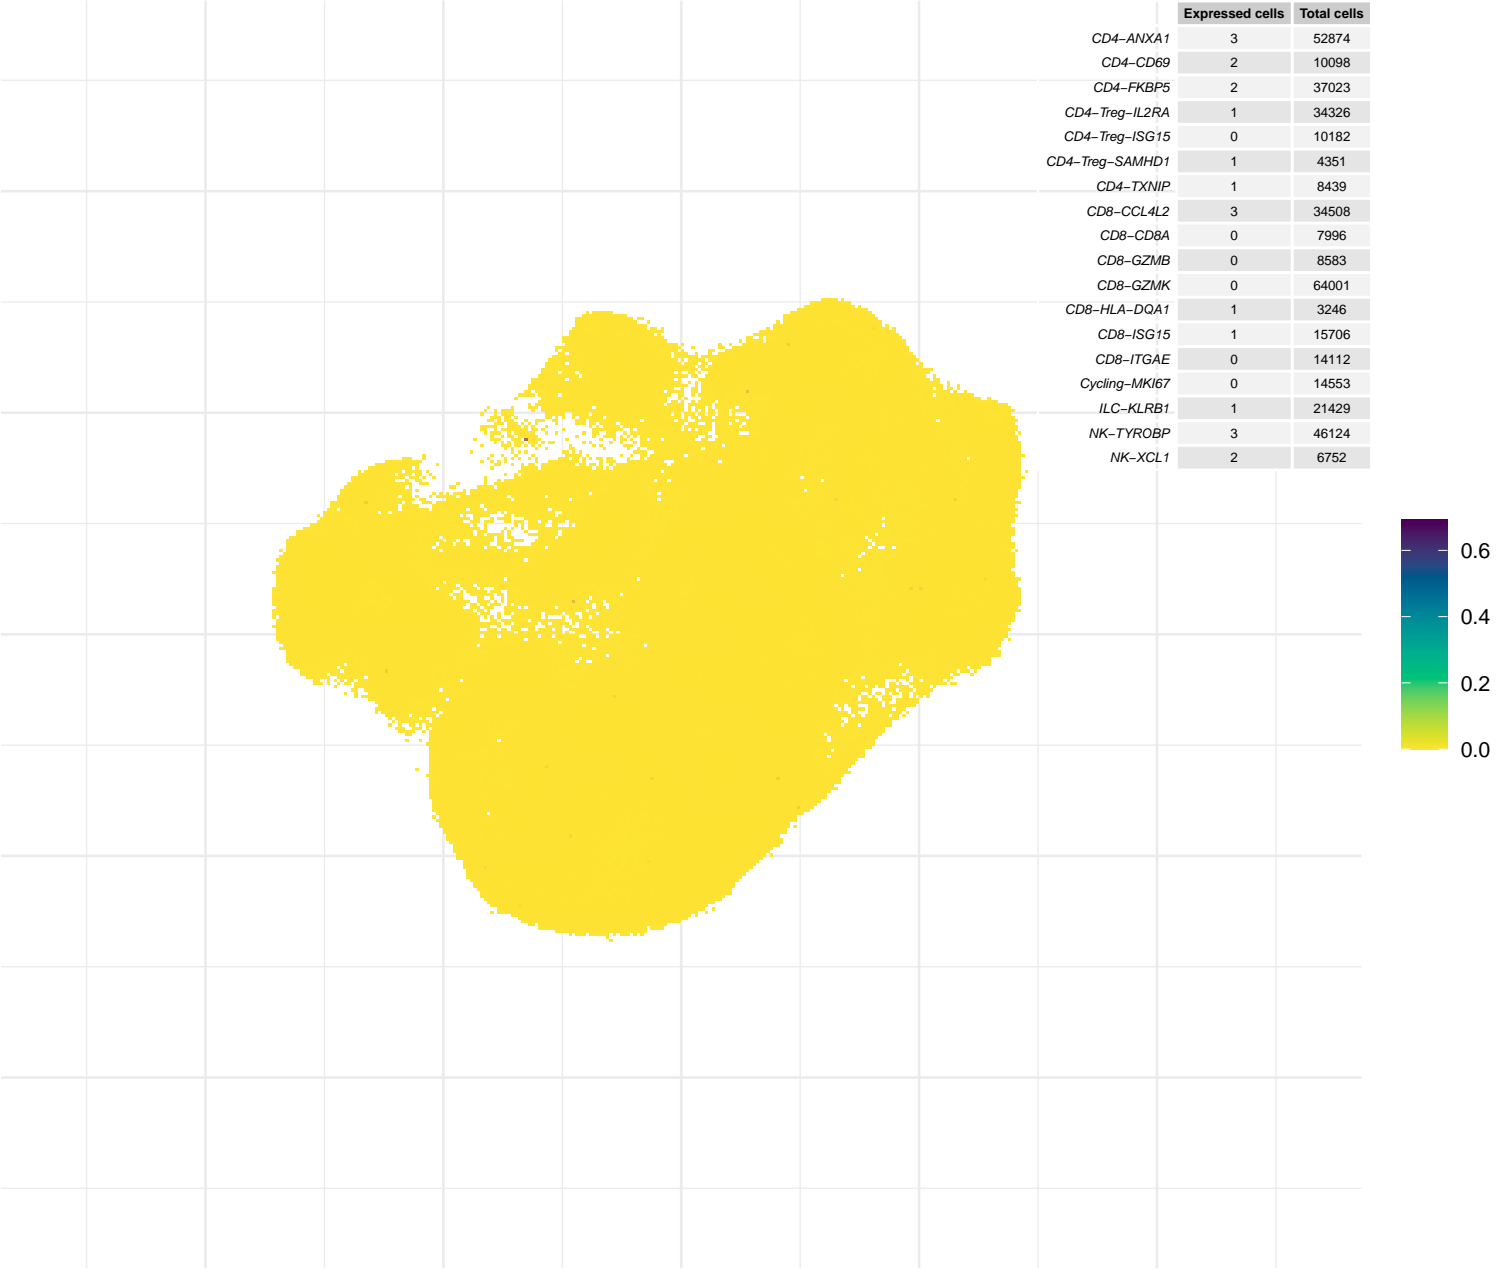 Expressed cells Total cells
CD4−ANXA1 3 52874
CD4−CD69 2 10098
CD4−FKBP5 2 37023
CD4−Treg−IL2RA 1 34326
CD4−Treg−ISG15 0 10182
CD4−Treg−SAMHD1 1 4351
CD4−TXNIP 1 8439
CD8−CCL4L2 3 34508
CD8−CD8A 0 7996
CD8−GZMB 0 8583
CD8−GZMK 0 64001
CD8−HLA−DQA1 1 3246
CD8−ISG15 1 15706
CD8−ITGAE 0 14112
Cycling−MKI67 0 14553
ILC−KLRB1 1 21429
NK−TYROBP 3 46124
NK−XCL1 2 6752
0.6
0.4
0.2
0.0